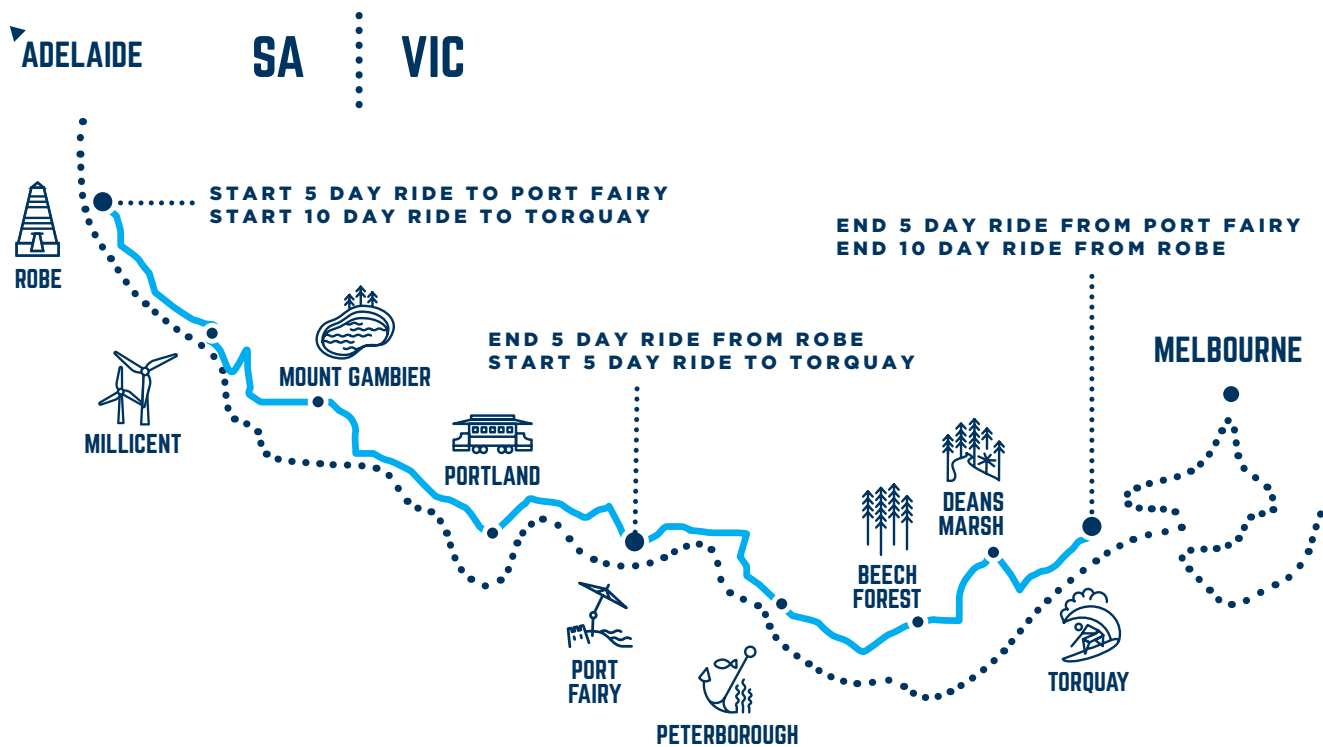 ADELAIDE
SA
VIC
START 5 DAY RIDE TO PORT FAIRY
START 10 DAY RIDE TO TORQUAY
END 5 DAY RIDE FROM PORT FAIRY
END 10 DAY RIDE FROM ROBE
ROBE
END 5 DAY RIDE FROM ROBE
START 5 DAY RIDE TO TORQUAY
MELBOURNE
MOUNT GAMBIER
MILLICENT
PORTLAND
DEANS
MARSH
BEECH
FOREST
PORT
FAIRY
TORQUAY
PETERBOROUGH